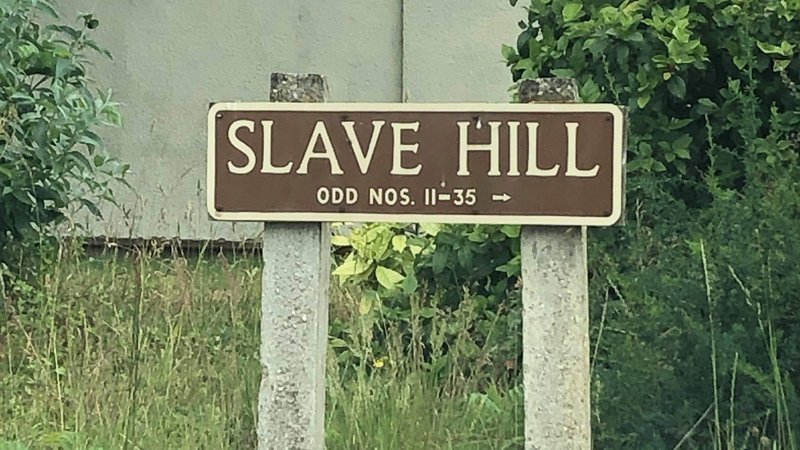 SLAVE HILL
ODD NOS. 11-35 →